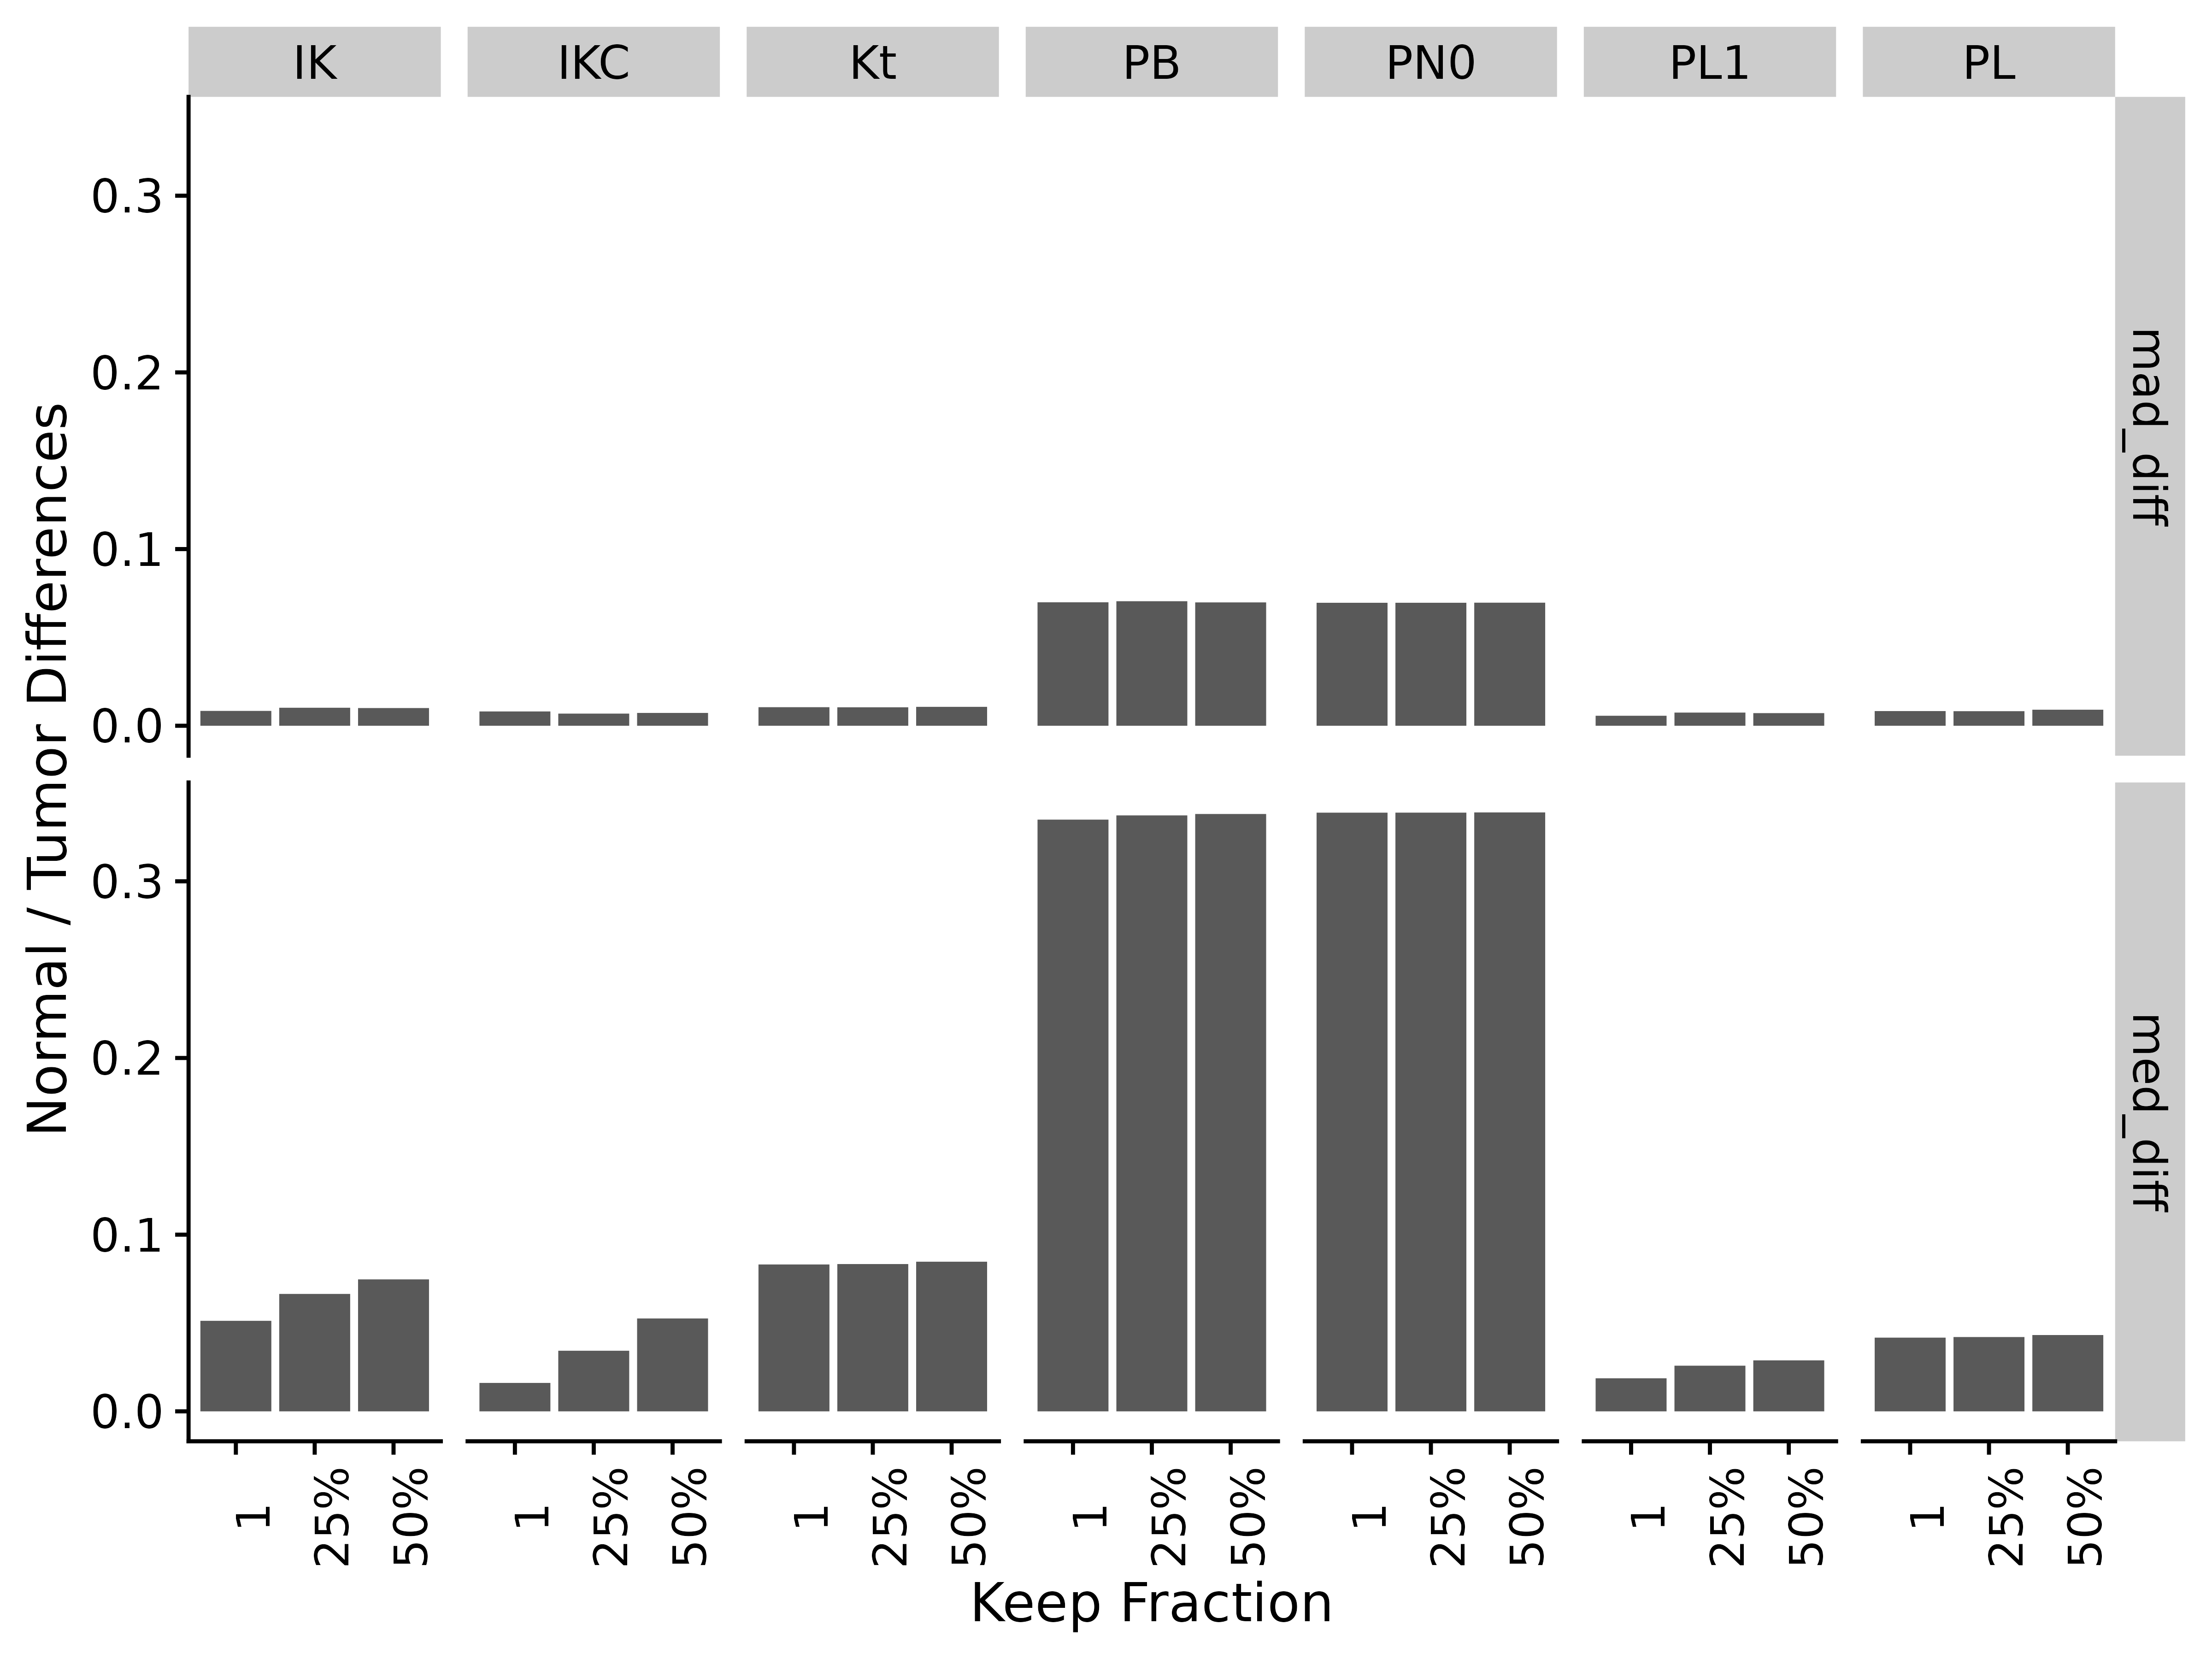 IK IKC Kt PB PN0 PL1 PL
0.3
0.2
0.1
0.0
mad_diff
Normal / Tumor Differences
0.3
0.2
0.1
0.0
med_diff
1 25% 50% 1 25% 50% 1 25% 50% 1 25% 50% 1 25% 50% 1 25% 50% 1 25% 50%
Keep Fraction